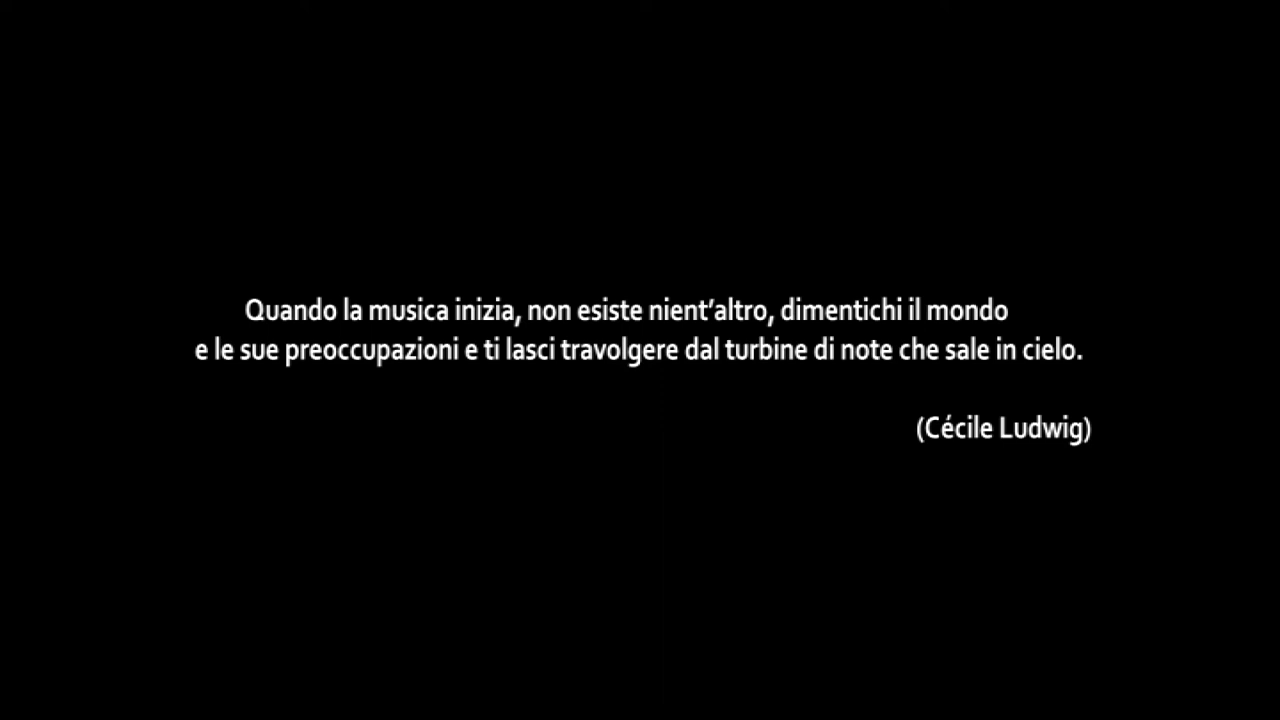 Quando la musica inizia, non esiste nient’altro, dimentichi il mondo
e le sue preoccupazioni e ti lasci travolgere dal turbine di note che sale in cielo.
(Cécile Ludwig)